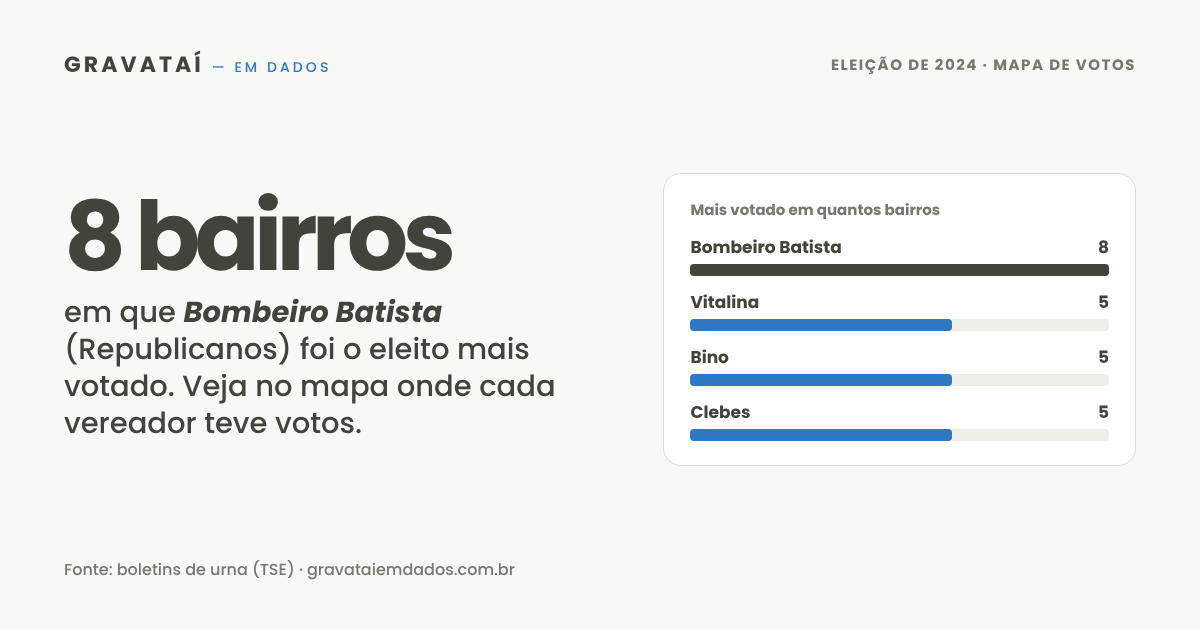 GRAVATAÍ — EM DADOS
ELEIÇÃO DE 2024 · MAPA DE VOTOS
8 bairros
em que Bombeiro Batista
(Republicanos) foi o eleito mais
votado. Veja no mapa onde cada
vereador teve votos.
Mais votado em quantos bairros
Bombeiro Batista 8
Vitalina 5
Bino 5
Clebes 5
Fonte: boletins de urna (TSE) · gravataiemdados.com.br